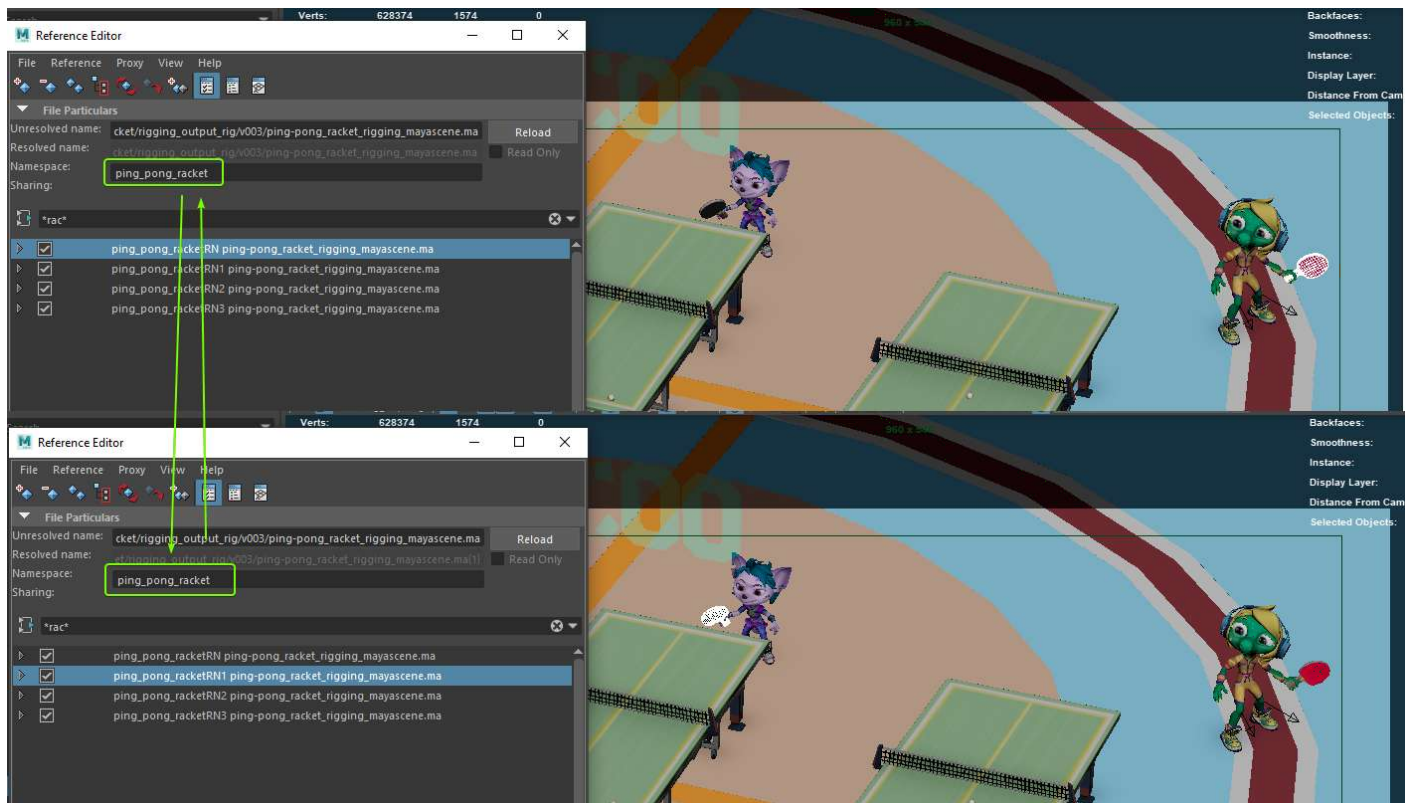 Verts: 628374 1574 0
Reference Editor
File Reference Proxy View Help
File Particulars
Unresolved name: cket/rigging_output_rig/v003/ping-pong_racket_rigging_mayascene.ma Reload
Resolved name: cket/rigging_output_rig/v003/ping-pong_racket_rigging_mayascene.ma Read Only
Namespace: ping_pong_racket
Sharing:
*rac*
ping_pong_racketRN ping-pong_racket_rigging_mayascene.ma
ping_pong_racketRN1 ping-pong_racket_rigging_mayascene.ma
ping_pong_racketRN2 ping-pong_racket_rigging_mayascene.ma
ping_pong_racketRN3 ping-pong_racket_rigging_mayascene.ma
960 x
Backfaces:
Smoothness:
Instance:
Display Layer:
Distance From Cam
Selected Objects:
Verts: 628374 1574 0
Reference Editor
File Reference Proxy View Help
File Particulars
Unresolved name: cket/rigging_output_rig/v003/ping-pong_racket_rigging_mayascene.ma Reload
Resolved name: et/rigging_output_rig/v003/ping-pong_racket_rigging_mayascene.ma{1} Read Only
Namespace: ping_pong_racket
Sharing:
*rac*
ping_pong_racketRN ping-pong_racket_rigging_mayascene.ma
ping_pong_racketRN1 ping-pong_racket_rigging_mayascene.ma
ping_pong_racketRN2 ping-pong_racket_rigging_mayascene.ma
ping_pong_racketRN3 ping-pong_racket_rigging_mayascene.ma
960 x
Backfaces:
Smoothness:
Instance:
Display Layer:
Distance From Cam
Selected Objects: